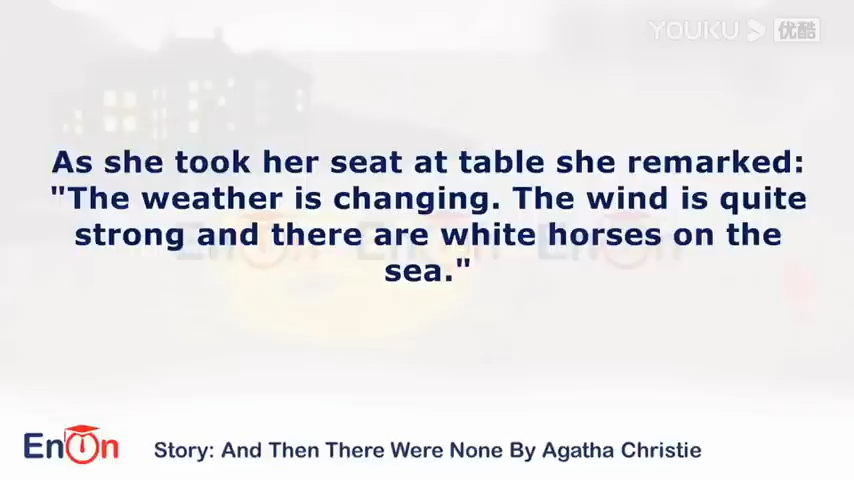 YOUKU 优酷
As she took her seat at table she remarked:
"The weather is changing. The wind is quite
strong and there are white horses on the
sea."
EnOn
Story: And Then There Were None By Agatha Christie